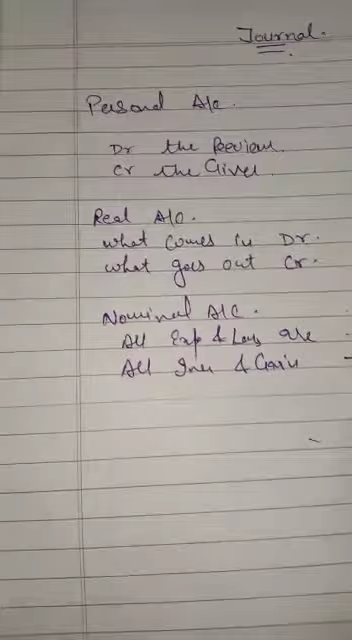 Journal.
Personal A/c.
Dr the Reciever.
Cr the Giver
Real A/c.
what comes in Dr.
what goes out Cr.
Nominal A/C.
All Exp & Loss are
All Inc & Gain